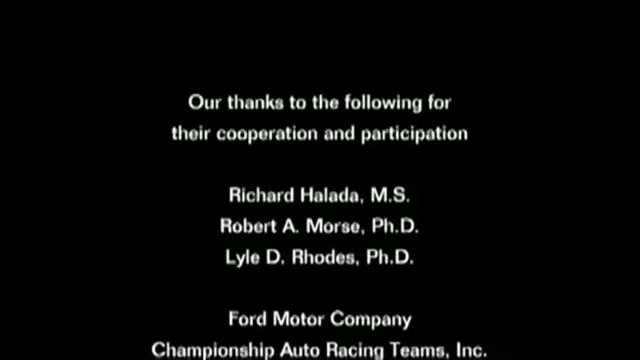 Our thanks to the following for
their cooperation and participation
Richard Halada, M.S.
Robert A. Morse, Ph.D.
Lyle D. Rhodes, Ph.D.
Ford Motor Company
Championship Auto Racing Teams, Inc.